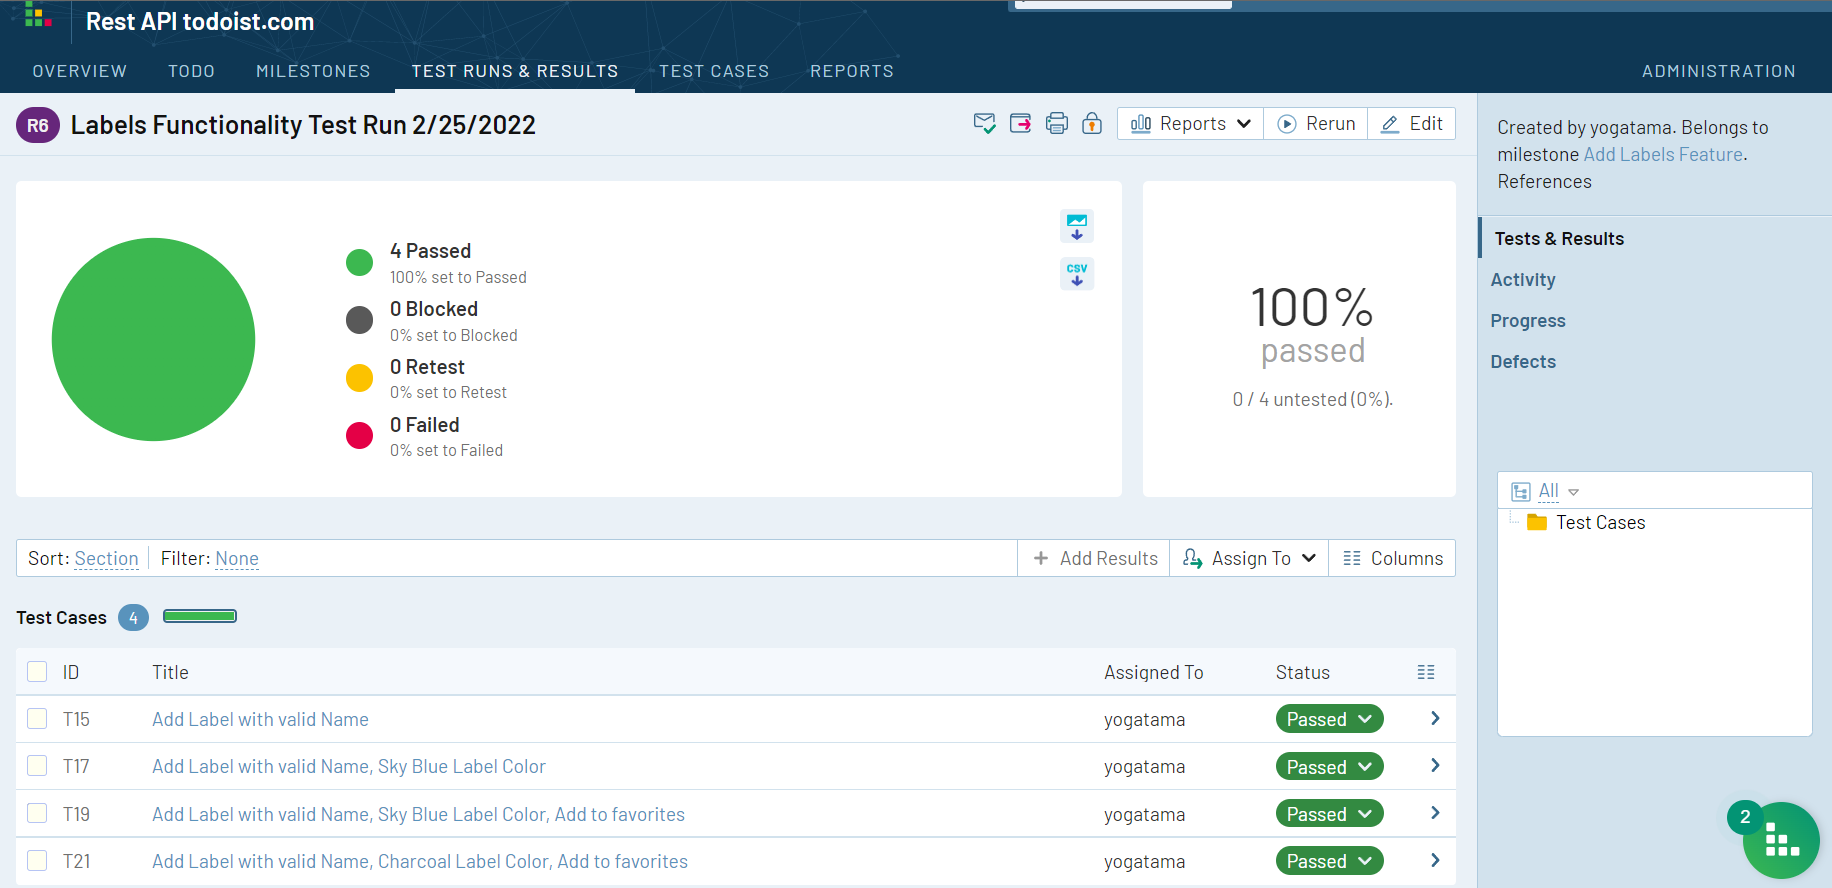 Rest API todoist.com
OVERVIEW TODO MILESTONES TEST RUNS & RESULTS TEST CASES REPORTS ADMINISTRATION
R6 Labels Functionality Test Run 2/25/2022
Reports Rerun Edit
Created by yogatama. Belongs to
milestone Add Labels Feature.
References
4 Passed
100% set to Passed
0 Blocked
0% set to Blocked
0 Retest
0% set to Retest
0 Failed
0% set to Failed
CSV
100%
passed
0 / 4 untested (0%).
Tests & Results
Activity
Progress
Defects
All
Test Cases
Sort: Section Filter: None
Add Results Assign To Columns
Test Cases 4
ID Title Assigned To Status
T15 Add Label with valid Name yogatama Passed
T17 Add Label with valid Name, Sky Blue Label Color yogatama Passed
T19 Add Label with valid Name, Sky Blue Label Color, Add to favorites yogatama Passed
T21 Add Label with valid Name, Charcoal Label Color, Add to favorites yogatama Passed
2